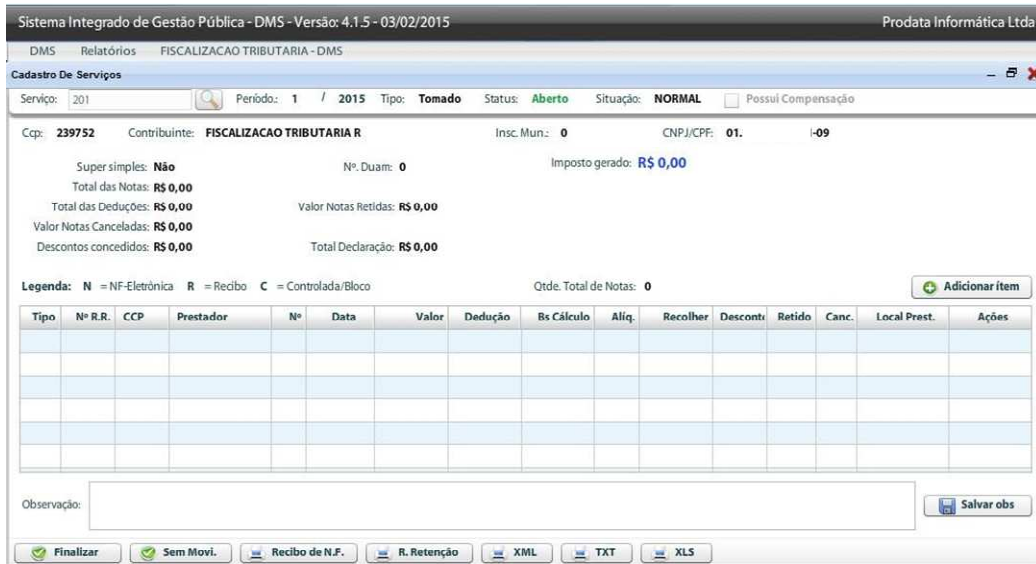 Sistema Integrado de Gestão Pública - DMS - Versão: 4.1.5 - 03/02/2015 Prodata Informática Ltda
DMS Relatórios FISCALIZACAO TRIBUTARIA - DMS
Cadastro De Serviços
Serviço: 201 Período.: 1 / 2015 Tipo: Tomado Status: Aberto Situação: NORMAL Possui Compensação
Ccp: 239752 Contribuinte: FISCALIZACAO TRIBUTARIA R Insc. Mun.: 0 CNPJ/CPF: 01. -09
Super simples: Não Nº. Duam: 0 Imposto gerado: R$ 0,00
Total das Notas: R$ 0,00
Total das Deduções: R$ 0,00 Valor Notas Retidas: R$ 0,00
Valor Notas Canceladas: R$ 0,00
Descontos concedidos: R$ 0,00 Total Declaração: R$ 0,00
Legenda: N = NF-Eletrônica R = Recibo C = Controlada/Bloco Qtde. Total de Notas: 0 Adicionar ítem
Tipo Nº R.R. CCP Prestador Nº Data Valor Dedução Bs Cálculo Alíq. Recolher Desconto Retido Canc. Local Prest. Ações
Observação: Salvar obs
Finalizar Sem Movi. Recibo de N.F. R. Retenção XML TXT XLS